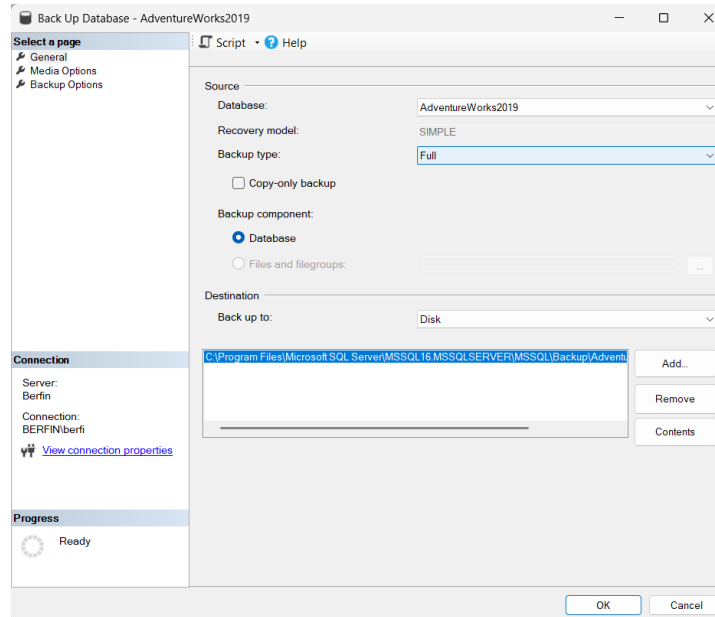 Back Up Database - AdventureWorks2019
Select a page
General
Media Options
Backup Options
Script Help
Source
Database: AdventureWorks2019
Recovery model: SIMPLE
Backup type: Full
Copy-only backup
Backup component:
Database
Files and filegroups: ...
Destination
Back up to: Disk
C:\Program Files\Microsoft SQL Server\MSSQL16.MSSQLSERVER\MSSQL\Backup\Adventu
Add...
Remove
Contents
Connection
Server:
Berfin
Connection:
BERFIN\berfi
View connection properties
Progress
Ready
OK Cancel